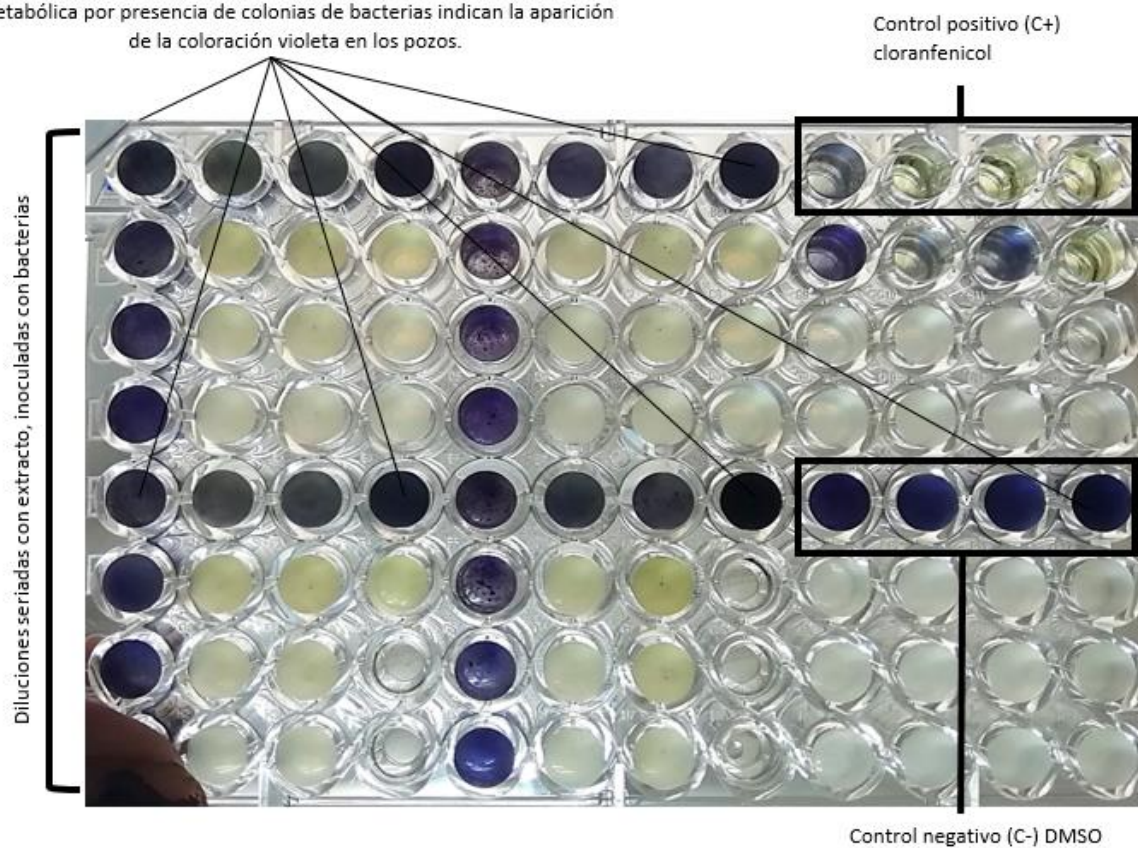 etabólica por presencia de colonias de bacterias indican la aparición
de la coloración violeta en los pozos.
Control positivo (C+)
cloranfenicol
Diluciones seriadas con extracto, inoculadas con bacterias
Control negativo (C-) DMSO